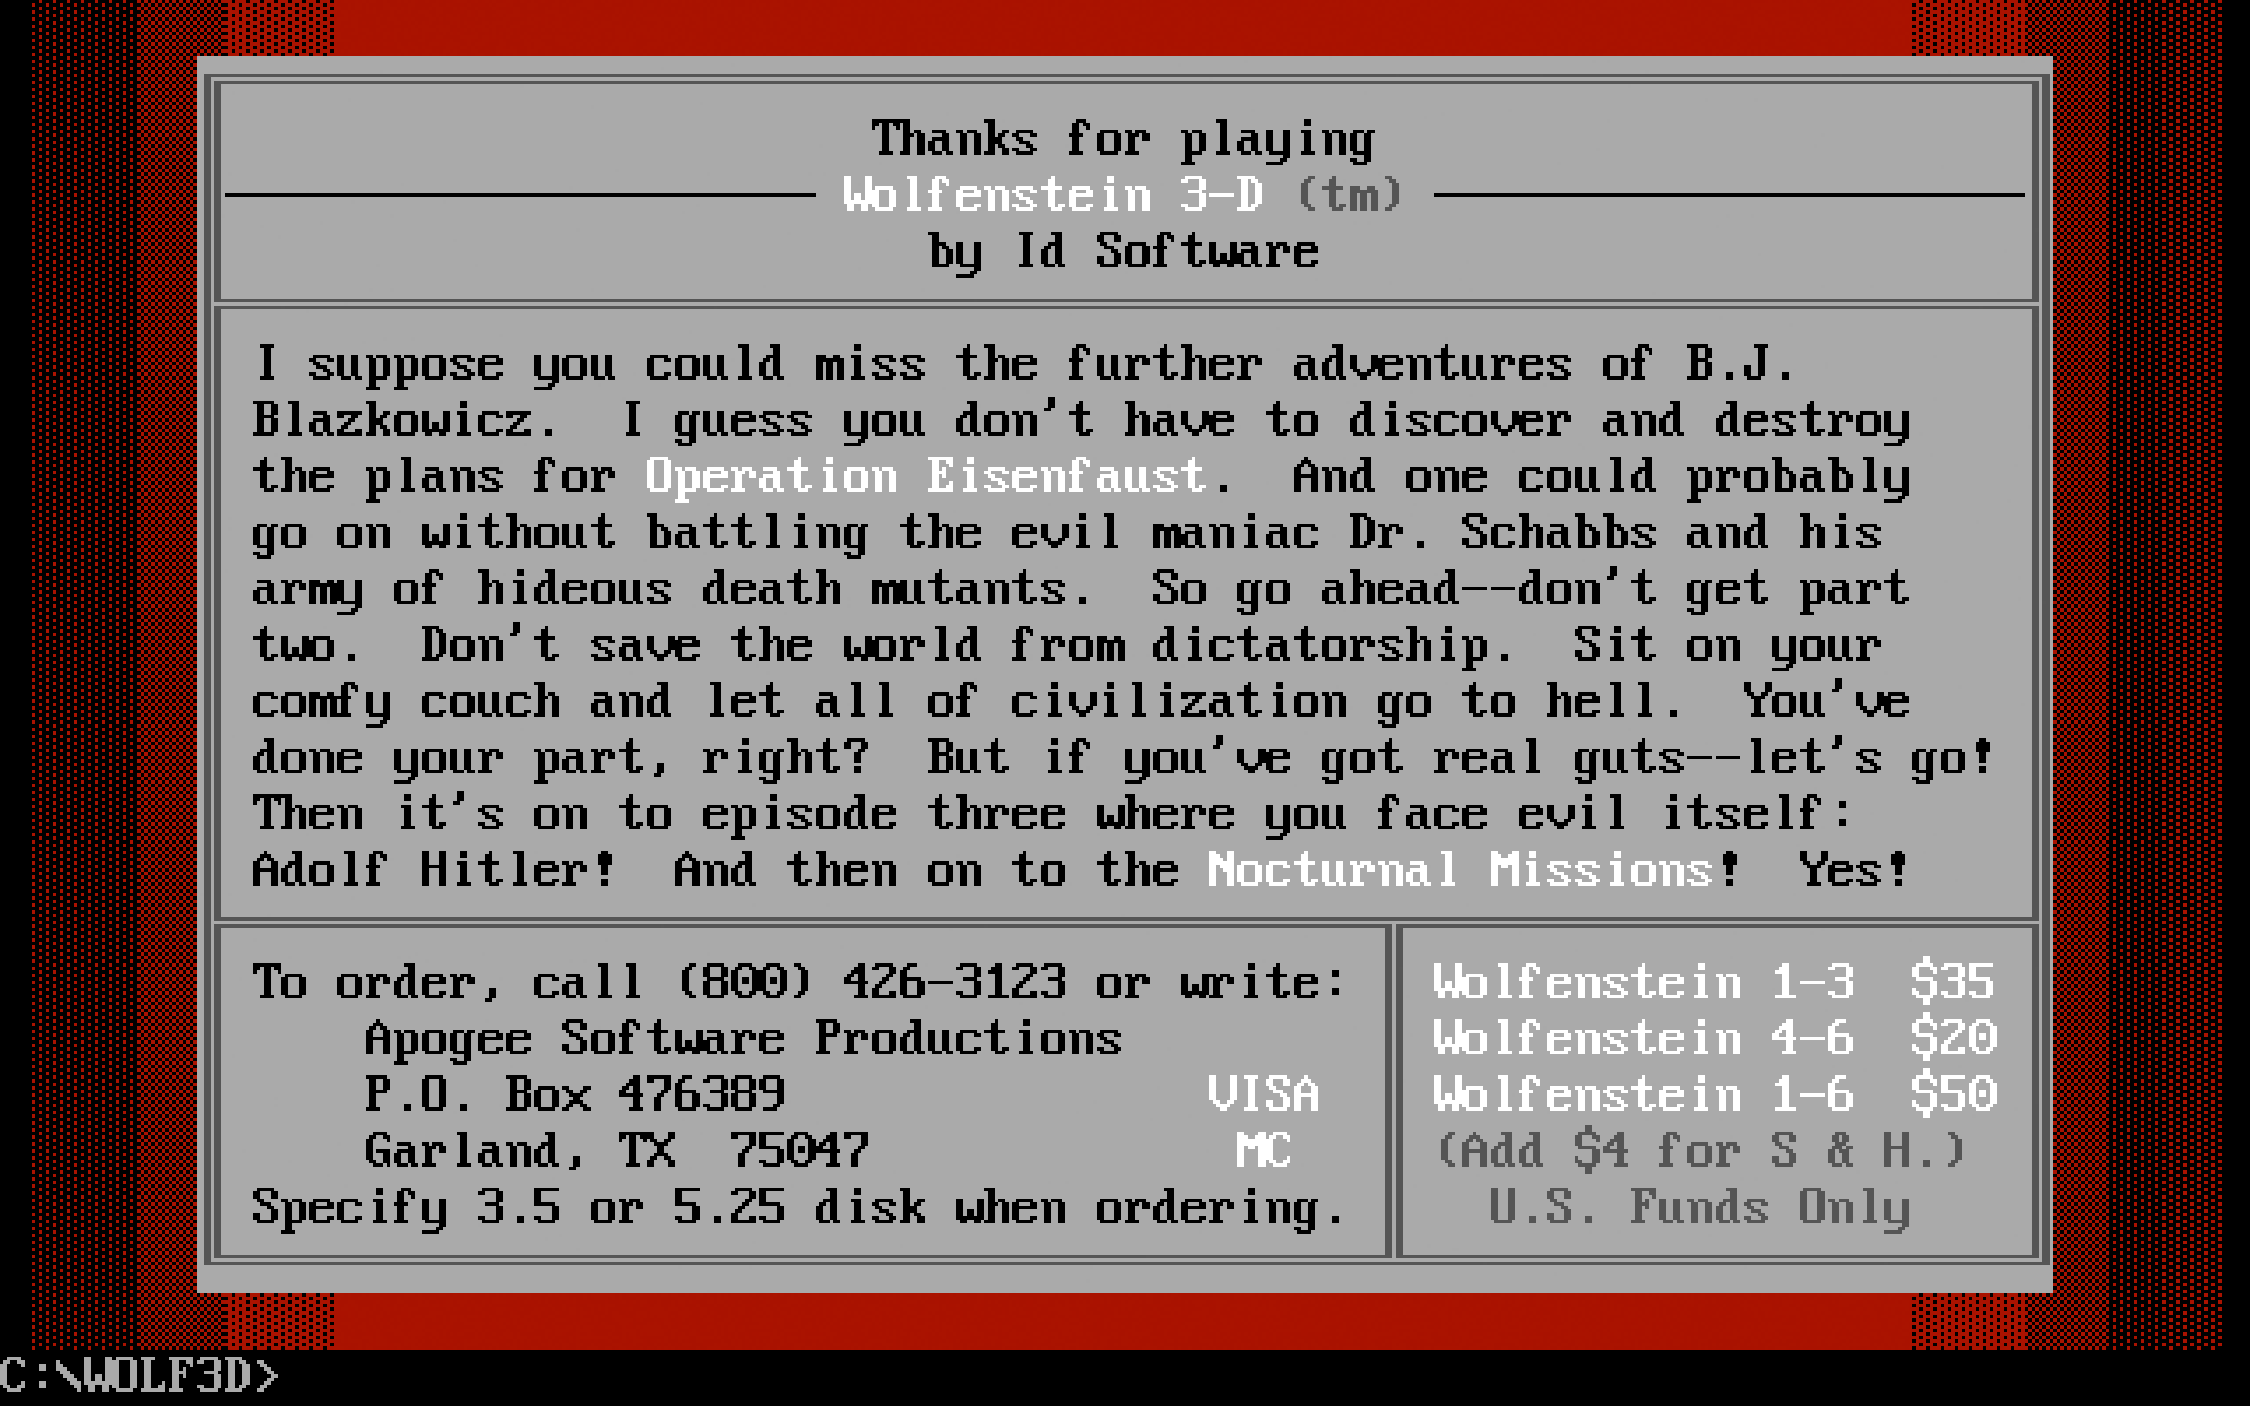 Thanks for playing
Wolfenstein 3-D (tm)
by Id Software
I suppose you could miss the further adventures of B.J.
Blazkowicz.  I guess you don't have to discover and destroy
the plans for Operation Eisenfaust.  And one could probably
go on without battling the evil maniac Dr. Schabbs and his
army of hideous death mutants.  So go ahead--don't get part
two.  Don't save the world from dictatorship.  Sit on your
comfy couch and let all of civilization go to hell.  You've
done your part, right?  But if you've got real guts--let's go!
Then it's on to episode three where you face evil itself:
Adolf Hitler!  And then on to the Nocturnal Missions!  Yes!
To order, call (800) 426-3123 or write:
Apogee Software Productions
P.O. Box 476389
Garland, TX  75047
Specify 3.5 or 5.25 disk when ordering.
VISA
MC
Wolfenstein 1-3  $35
Wolfenstein 4-6  $20
Wolfenstein 1-6  $50
(Add $4 for S & H.)
U.S. Funds Only
C:\WOLF3D>